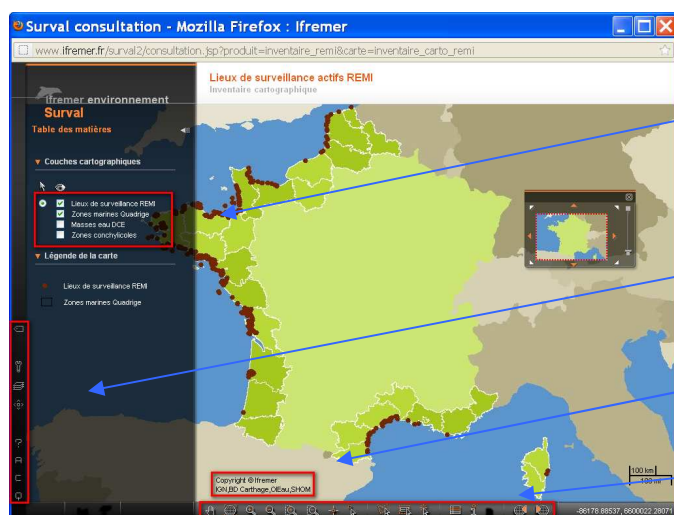 Surval consultation - Mozilla Firefox : Ifremer
www.ifremer.fr/surval2/consultation.jsp?produit=inventaire_remi&carte=inventaire_carto_remi
Lieux de surveillance actifs REMI
Inventaire cartographique
ifremer environnement
Surval
Table des matières
Couches cartographiques
Lieux de surveillance REMI
Zones marines Quadrige
Masses eau DCE
Zones conchylicoles
Légende de la carte
Lieux de surveillance REMI
Zones marines Quadrige
?
A
C
Copyright @Ifremer
IGN,BD Carthage,OIEau,SHOM
100 km
100 mi
-86178.88537, 6600022.28071